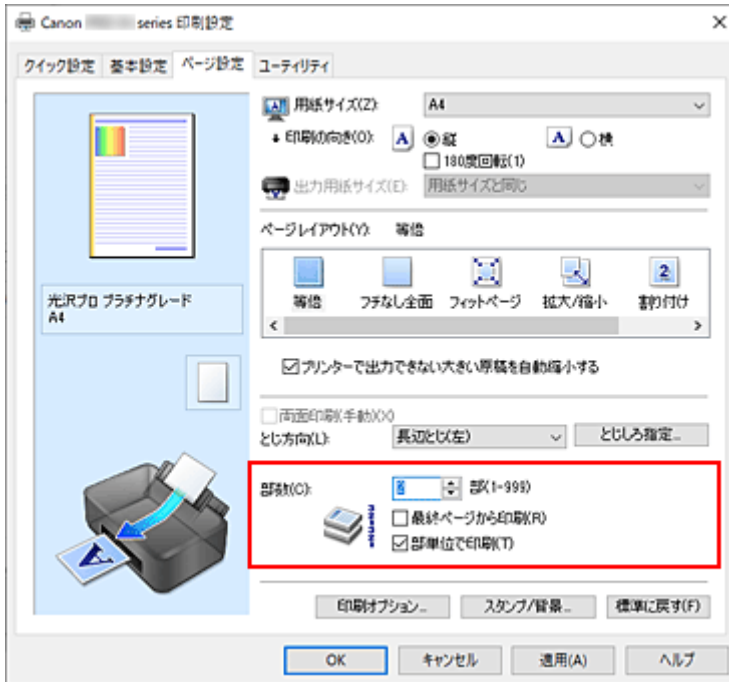 Canon series 印刷設定
クイック設定 基本設定 ページ設定 ユーティリティ
用紙サイズ(Z): A4
印刷の向き(O): A 縦 A 横
180度回転(1)
出力用紙サイズ(E): 用紙サイズと同じ
ページレイアウト(Y): 等倍
等倍 フチなし全面 フィットページ 拡大/縮小 割り付け
光沢プロ プラチナグレード
A4
プリンターで出力できない大きい原稿を自動縮小する
両面印刷(手動)(X)
とじ方向(L): 長辺とじ(左) とじしろ指定...
部数(C): 部(1-999)
最終ページから印刷(R)
部単位で印刷(T)
印刷オプション... スタンプ/背景... 標準に戻す(F)
OK キャンセル 適用(A) ヘルプ